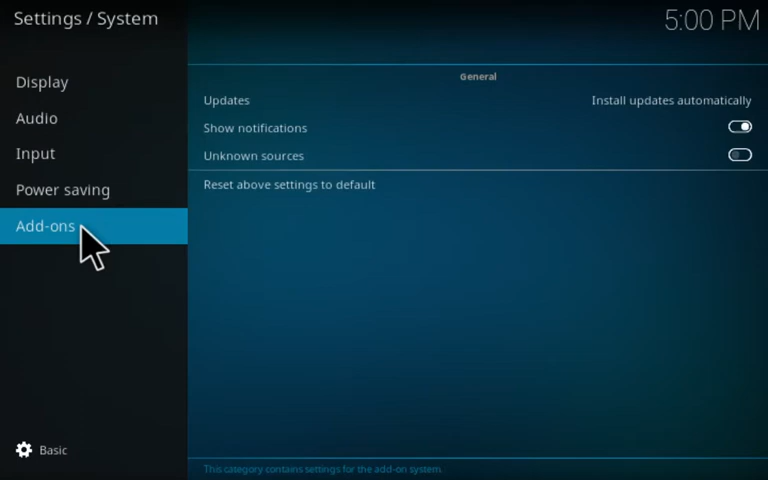 Settings / System
5:00 PM
Display
Audio
Input
Power saving
Add-ons
Basic
General
Updates Install updates automatically
Show notifications
Unknown sources
Reset above settings to default
This category contains settings for the add-on system.